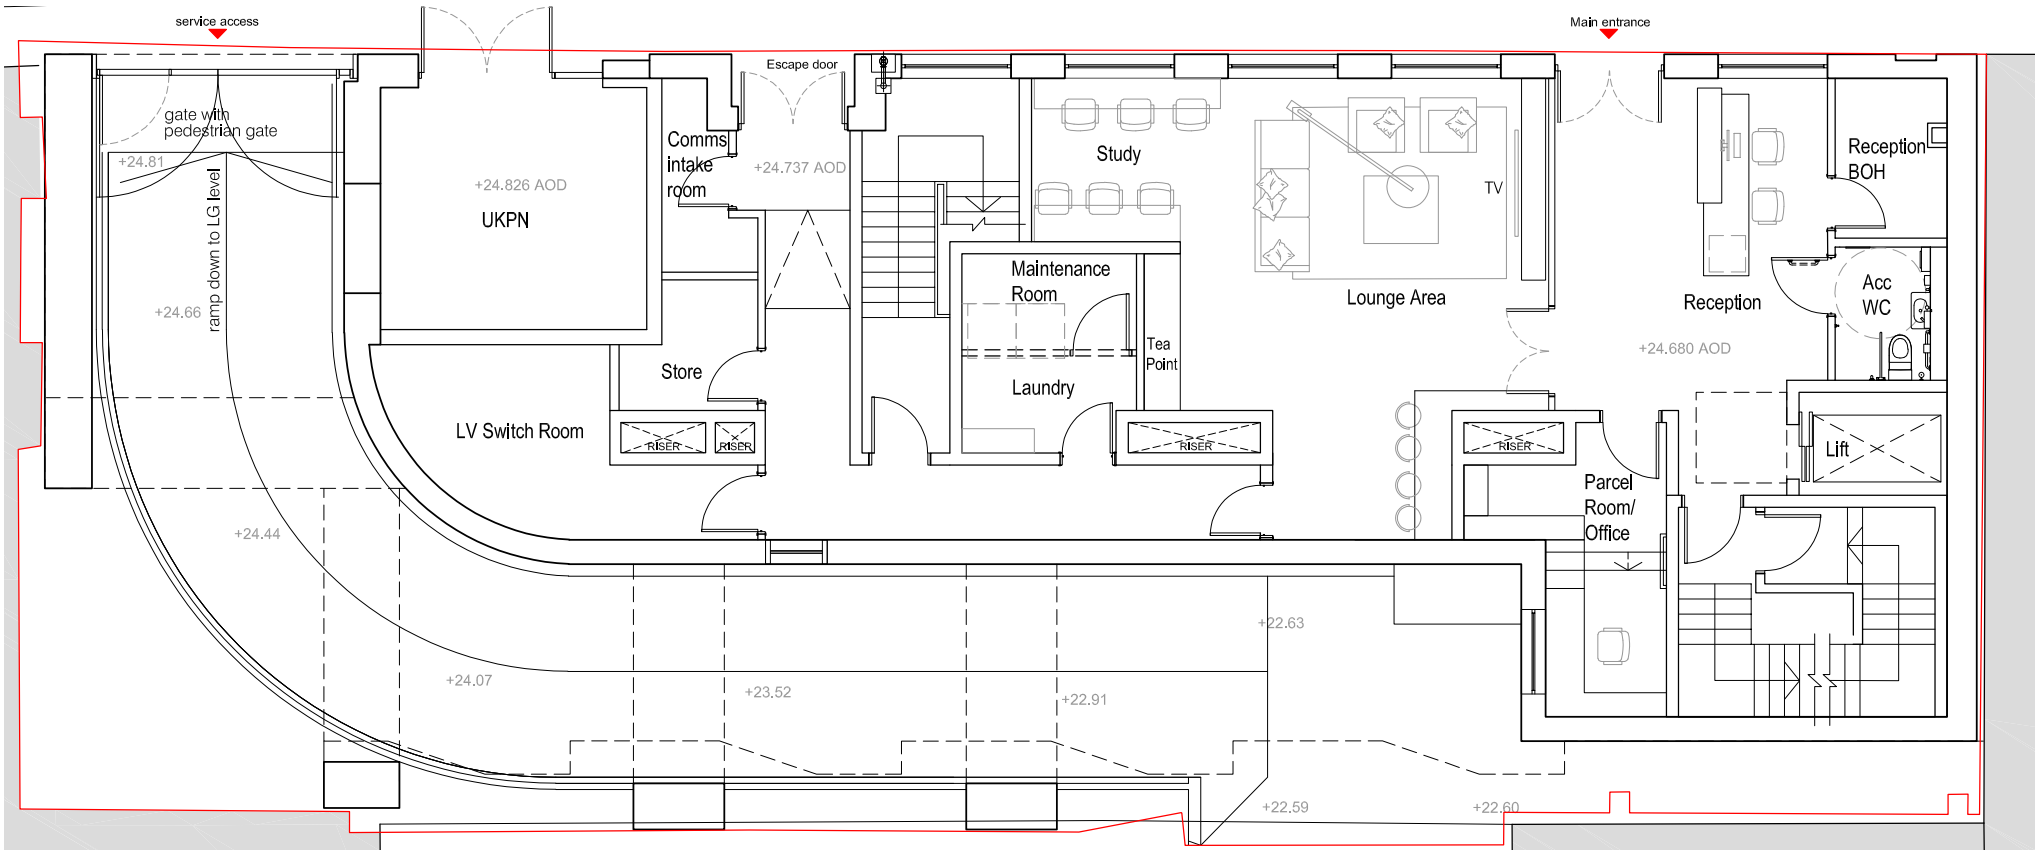 service access
Main entrance
Escape door
gate with
pedestrian gate
+24.81
ramp down to LG level
+24.66
+24.826 AOD
UKPN
Comms
intake
room
+24.737 AOD
Study
TV
Reception
BOH
Maintenance
Room
Lounge Area
Reception
+24.680 AOD
Acc
WC
Tea
Point
Store
Laundry
LV Switch Room
RISER
RISER
RISER
RISER
Lift
Parcel
Room/
Office
+24.44
+22.63
+24.07
+23.52
+22.91
+22.59
+22.60